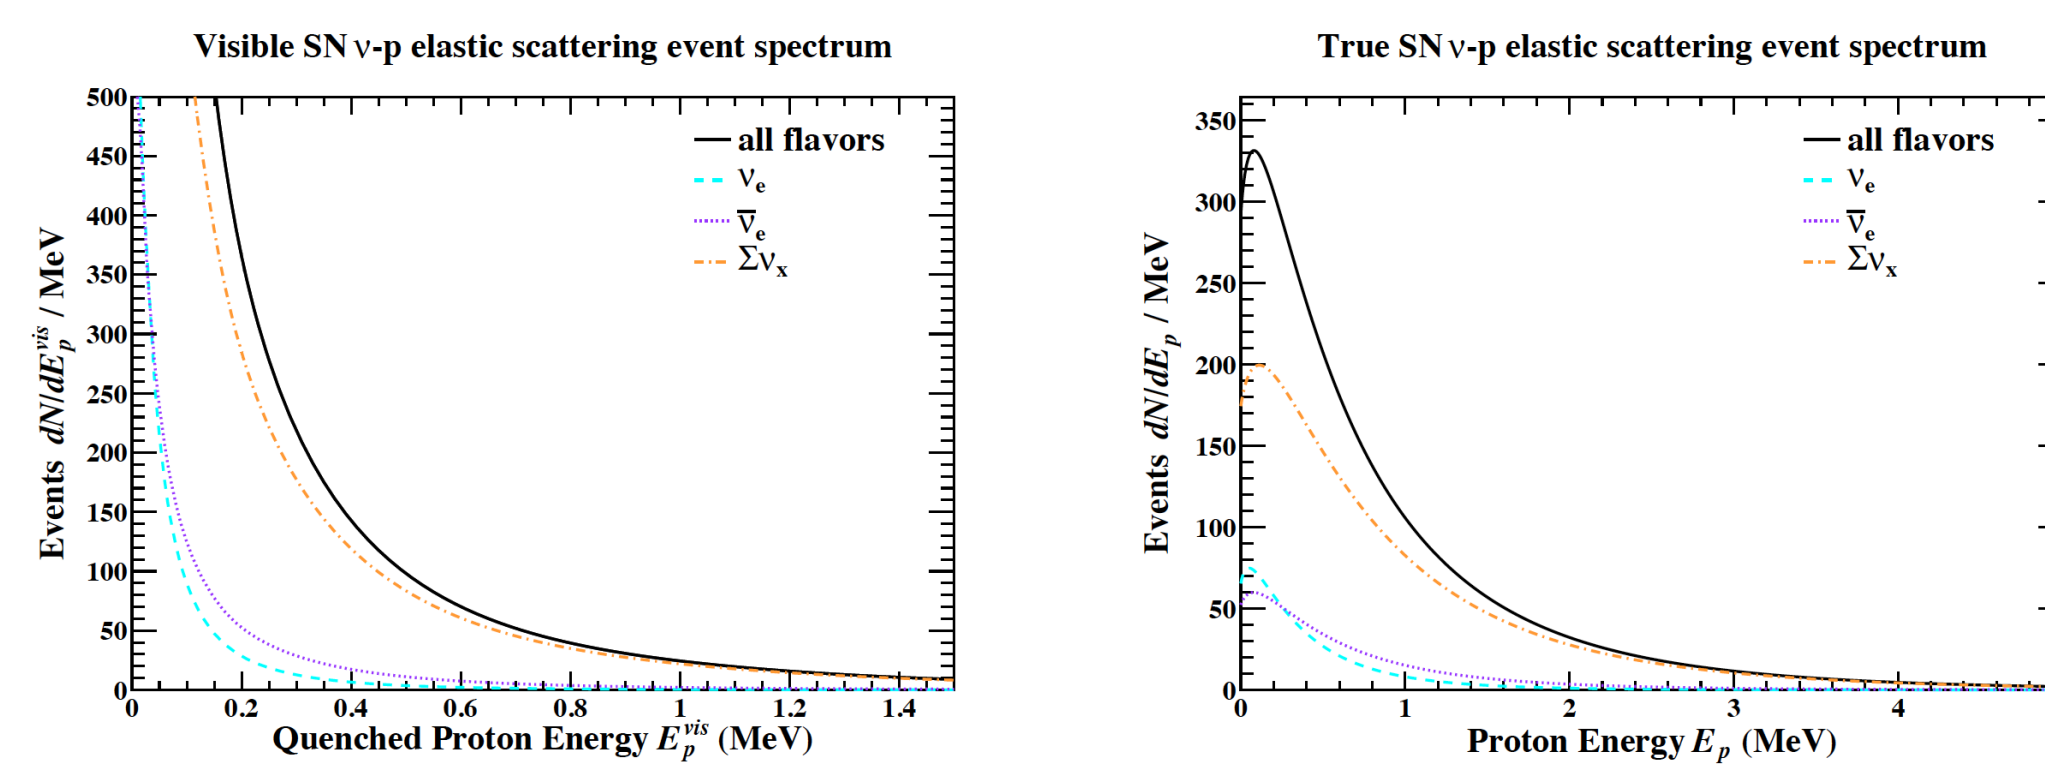 Visible SN ν-p elastic scattering event spectrum
Events dN/dE_p^vis / MeV
500
450
400
350
300
250
200
150
100
50
0
all flavors
ν_e
ν̅_e
Σν_x
0 0.2 0.4 0.6 0.8 1 1.2 1.4
Quenched Proton Energy E_p^vis (MeV)
True SN ν-p elastic scattering event spectrum
Events dN/dE_p / MeV
350
300
250
200
150
100
50
0
all flavors
ν_e
ν̅_e
Σν_x
0 1 2 3 4
Proton Energy E_p (MeV)